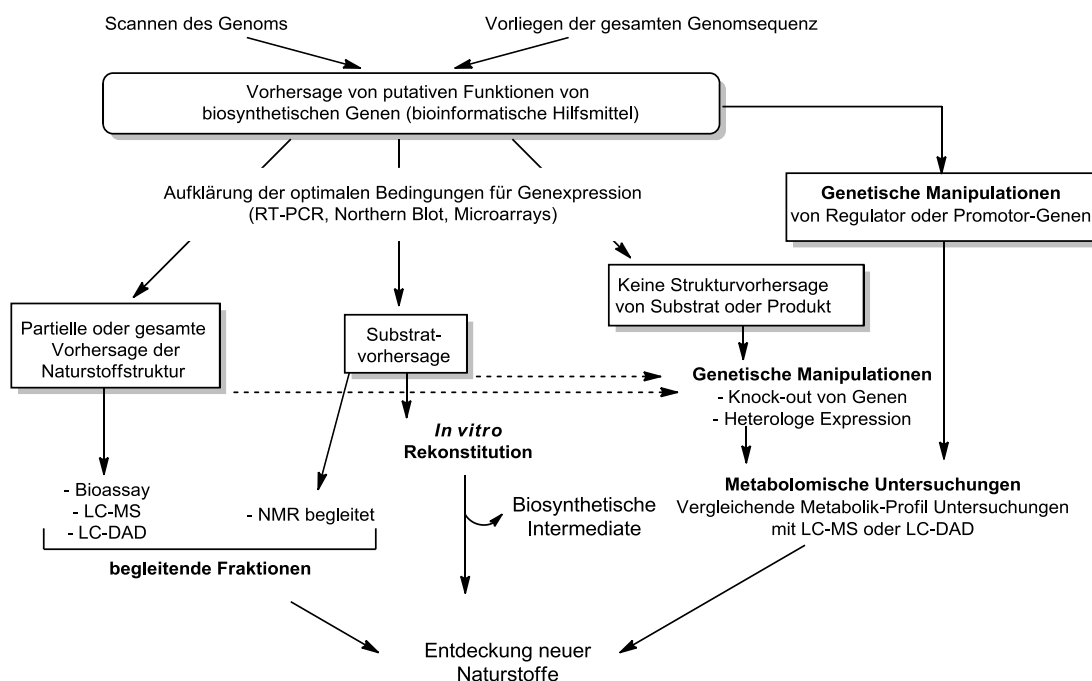 Scannen des Genoms
Vorliegen der gesamten Genomsequenz
Vorhersage von putativen Funktionen von
biosynthetischen Genen (bioinformatische Hilfsmittel)
Aufklärung der optimalen Bedingungen für Genexpression
(RT-PCR, Northern Blot, Microarrays)
Genetische Manipulationen
von Regulator oder Promotor-Genen
Keine Strukturvorhersage
von Substrat oder Produkt
Partielle oder gesamte
Vorhersage der
Naturstoffstruktur
Substrat-
vorhersage
Genetische Manipulationen
- Knock-out von Genen
- Heterologe Expression
In vitro
Rekonstitution
- Bioassay
- LC-MS
- LC-DAD
- NMR begleitet
begleitende Fraktionen
Biosynthetische
Intermediate
Metabolomische Untersuchungen
Vergleichende Metabolik-Profil Untersuchungen
mit LC-MS oder LC-DAD
Entdeckung neuer
Naturstoffe